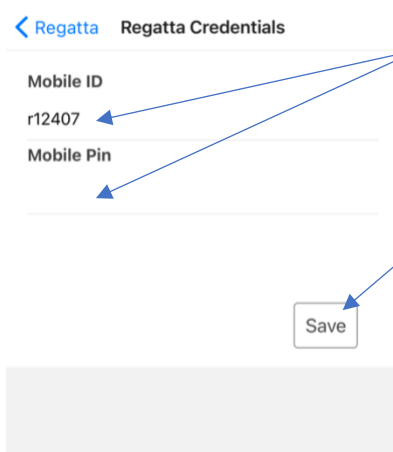 Regatta Regatta Credentials
Mobile ID
r12407
Mobile Pin
Save